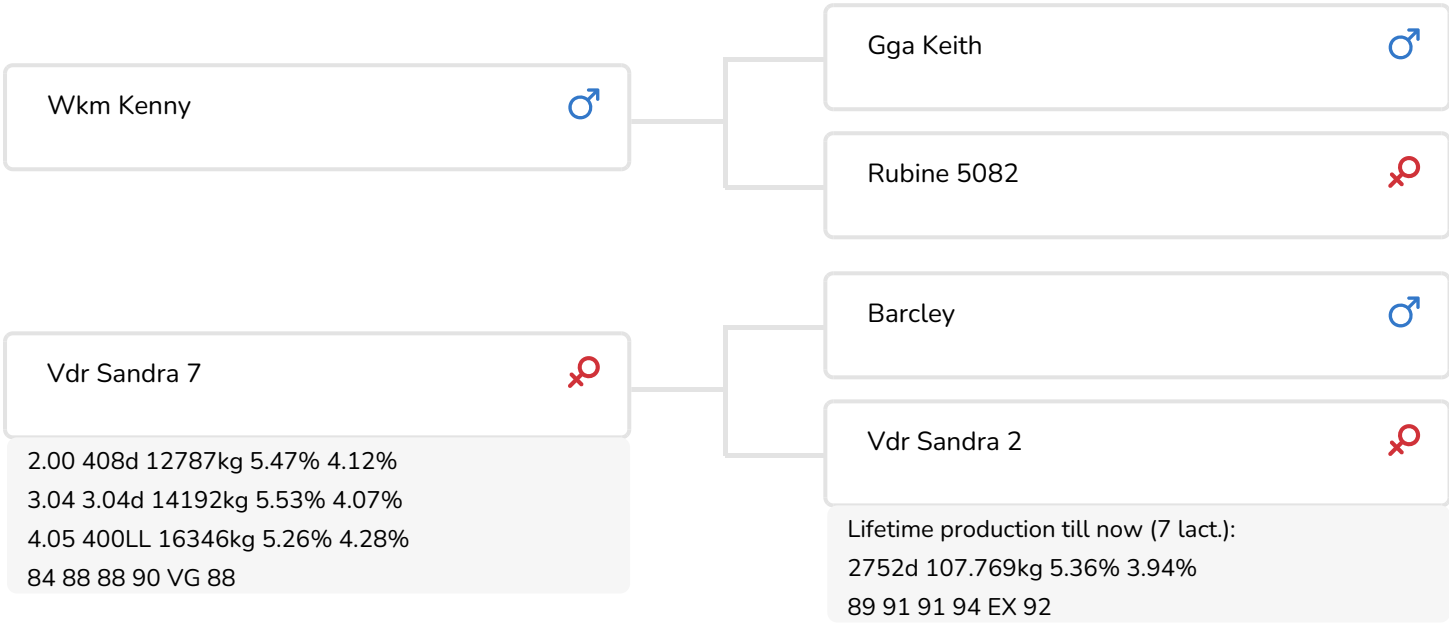 Wkm Kenny
Gga Keith
Rubine 5082
Vdr Sandra 7
2.00 408d 12787kg 5.47% 4.12%
3.04 3.04d 14192kg 5.53% 4.07%
4.05 400LL 16346kg 5.26% 4.28%
84 88 88 90 VG 88
Barcley
Vdr Sandra 2
Lifetime production till now (7 lact.):
2752d 107.769kg 5.36% 3.94%
89 91 91 94 EX 92